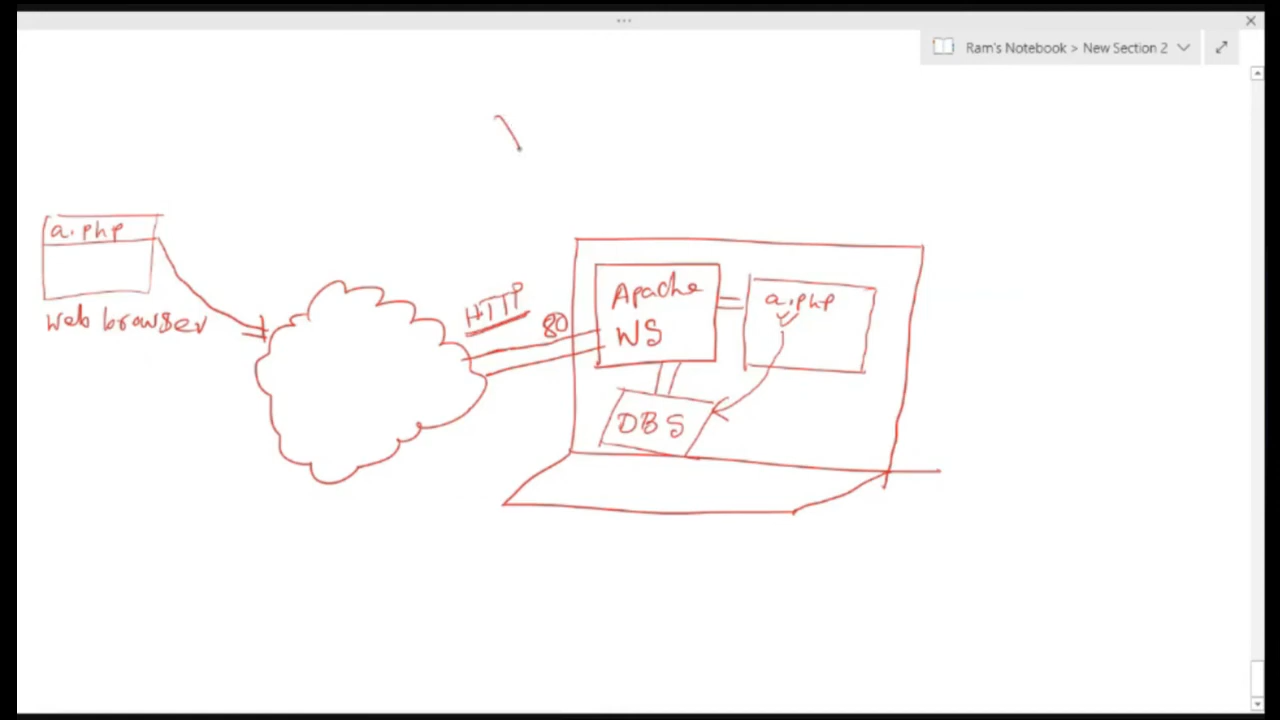 Ram's Notebook > New Section 2
a.php
web browser
HTTP
80
Apache
WS
a.php
DBS